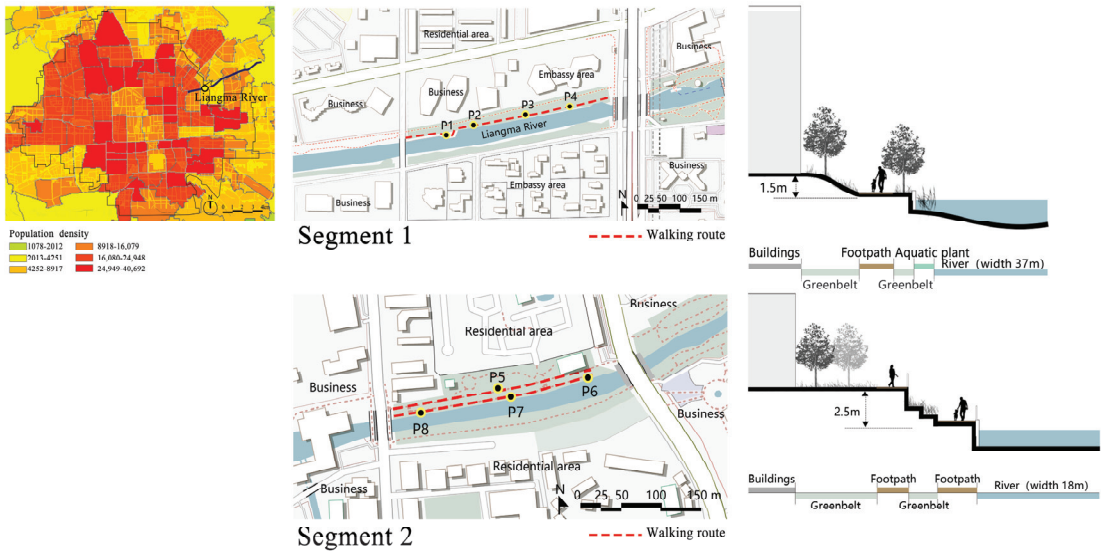 Liangma River
Population density
1078-2012
2013-4251
4252-8917
8918-16,079
16,080-24,948
24,949-40,692
Residential area
Business
Business
Embassy area
Business
P1
P2
P3
P4
Liangma River
Business
Embassy area
Business
N
0 25 50 100 150 m
Segment 1
Walking route
Business
Residential area
Business
P5
P6
P7
P8
Business
Residential area
Business
N
0 25 50 100 150 m
Segment 2
Walking route
1.5m
Buildings
Footpath Aquatic plant
River (width 37m)
Greenbelt
Greenbelt
2.5m
Buildings
Footpath
Footpath
River (width 18m)
Greenbelt
Greenbelt